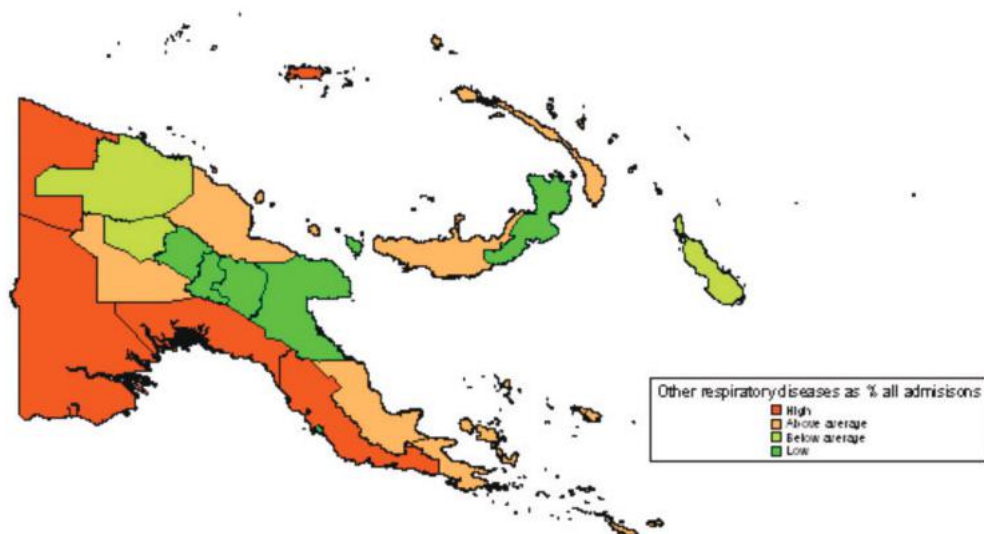 Other respiratory diseases as % all admisisons
High
Above average
Below average
Low